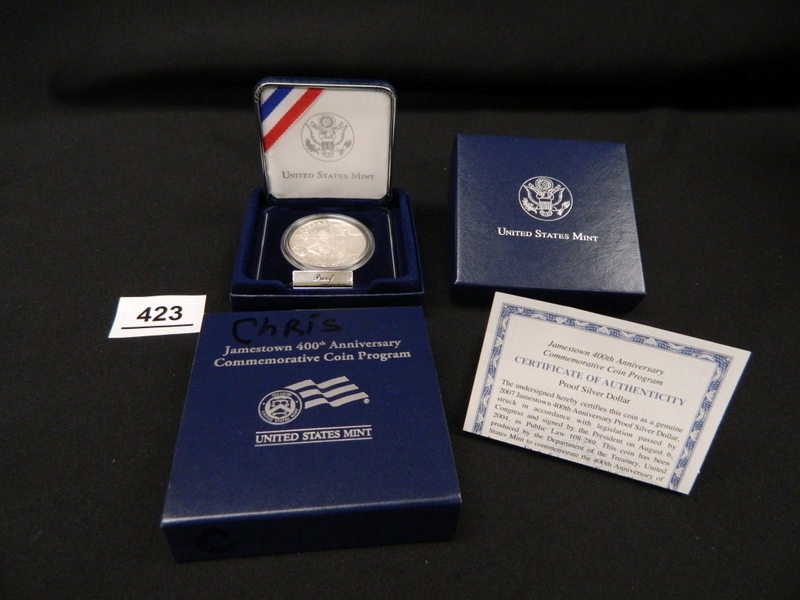 UNITED STATES MINT
Proof
UNITED STATES MINT
423
Chris
Jamestown 400th Anniversary
Commemorative Coin Program
UNITED STATES MINT
C
Jamestown 400th Anniversary
Commemorative Coin Program
CERTIFICATE OF AUTHENTICITY
Proof Silver Dollar
The undersigned hereby certifies this coin as a genuine
2007 Jamestown 400th Anniversary Proof Silver Dollar,
struck in accordance with legislation passed by
Congress and signed by the President on August 6,
2004, as Public Law 108-289. This coin has been
produced by the Department of the Treasury, United
States Mint to commemorate the 400th Anniversary of